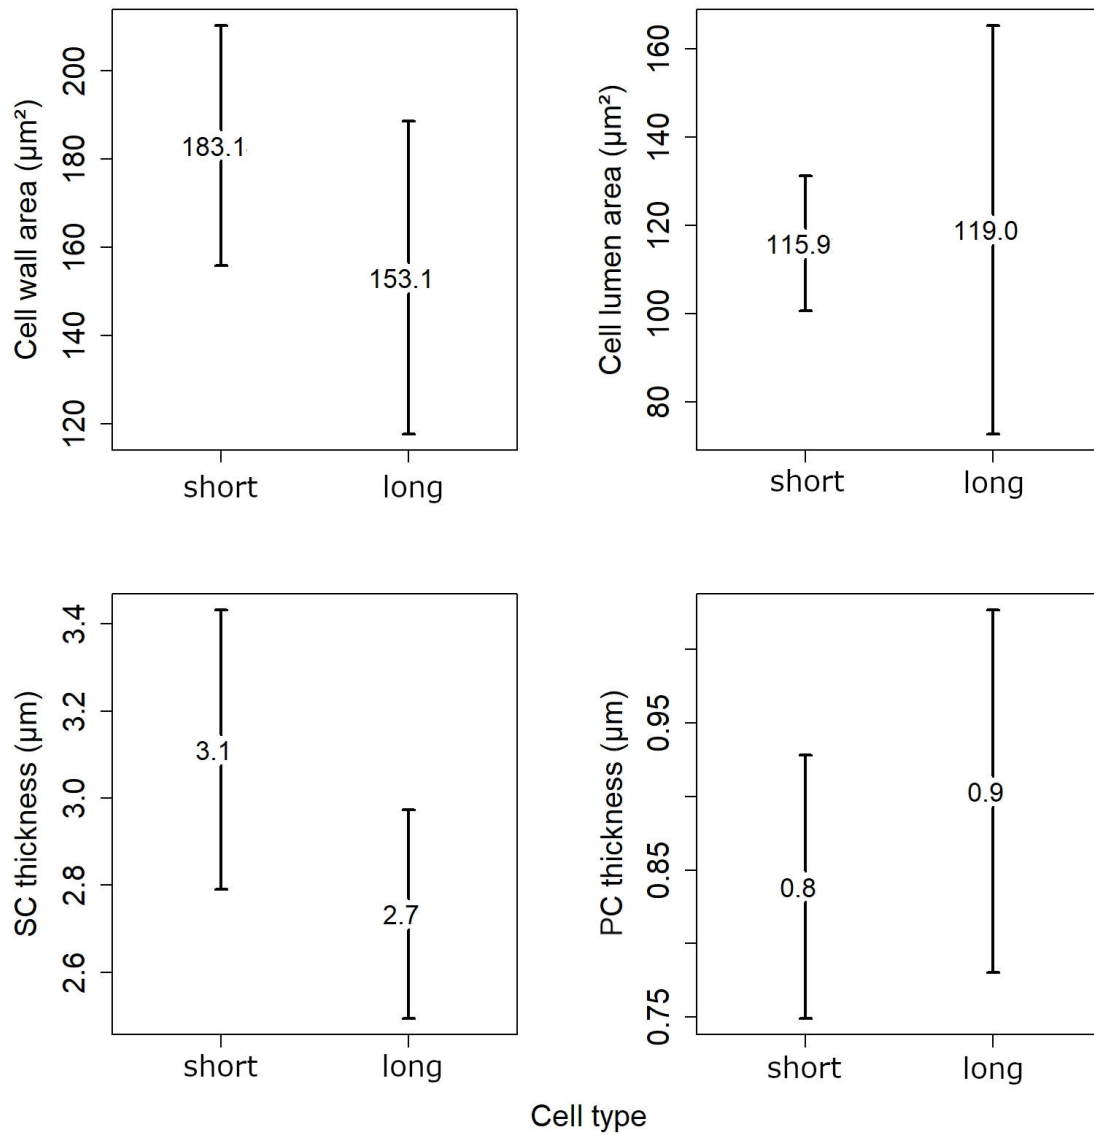 Cell wall area (µm²)
200
180
160
140
120
183.1
153.1
short long
Cell lumen area (µm²)
160
140
120
100
80
115.9
119.0
short long
SC thickness (µm)
3.4
3.2
3.0
2.8
2.6
3.1
2.7
short long
PC thickness (µm)
0.95
0.85
0.75
0.8
0.9
short long
Cell type